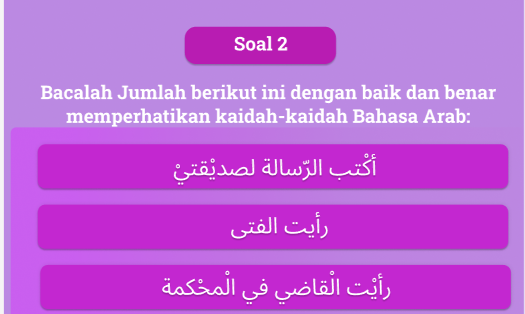 Soal 2
Bacalah Jumlah berikut ini dengan baik dan benar
memperhatikan kaidah-kaidah Bahasa Arab:
أكْتب الرّسالة لصديْقتيْ
رأيت الفتى
رأيْت الْقاضي في الْمحْكمة